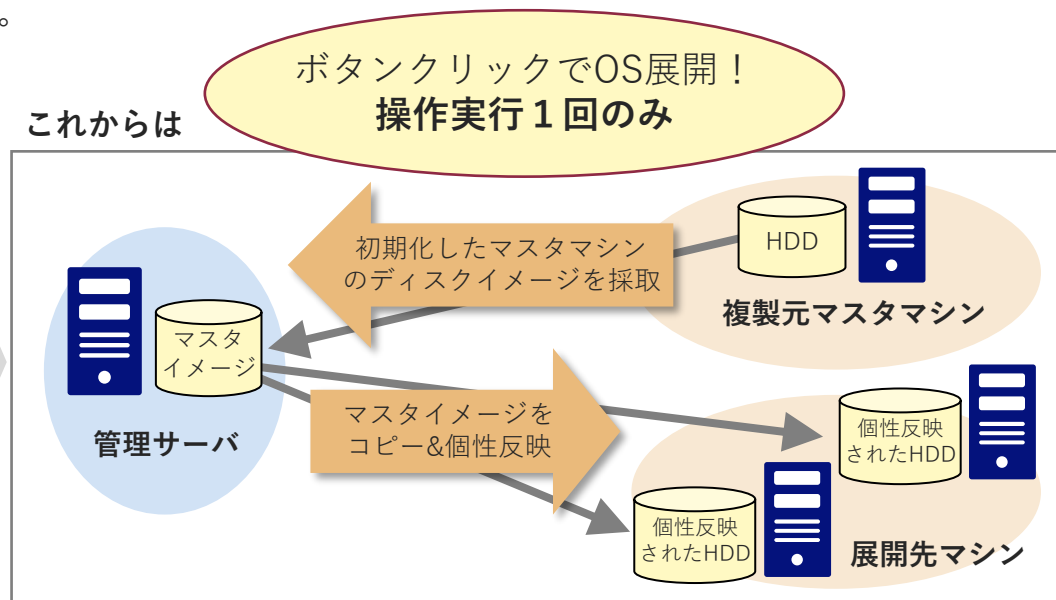 。
ボタンクリックでOS展開！
操作実行１回のみ
これからは
初期化したマスタマシン
のディスクイメージを採取
HDD
複製元マスタマシン
マスタ
イメージ
管理サーバ
マスタイメージを
コピー&個性反映
個性反映
されたHDD
個性反映
されたHDD
展開先マシン